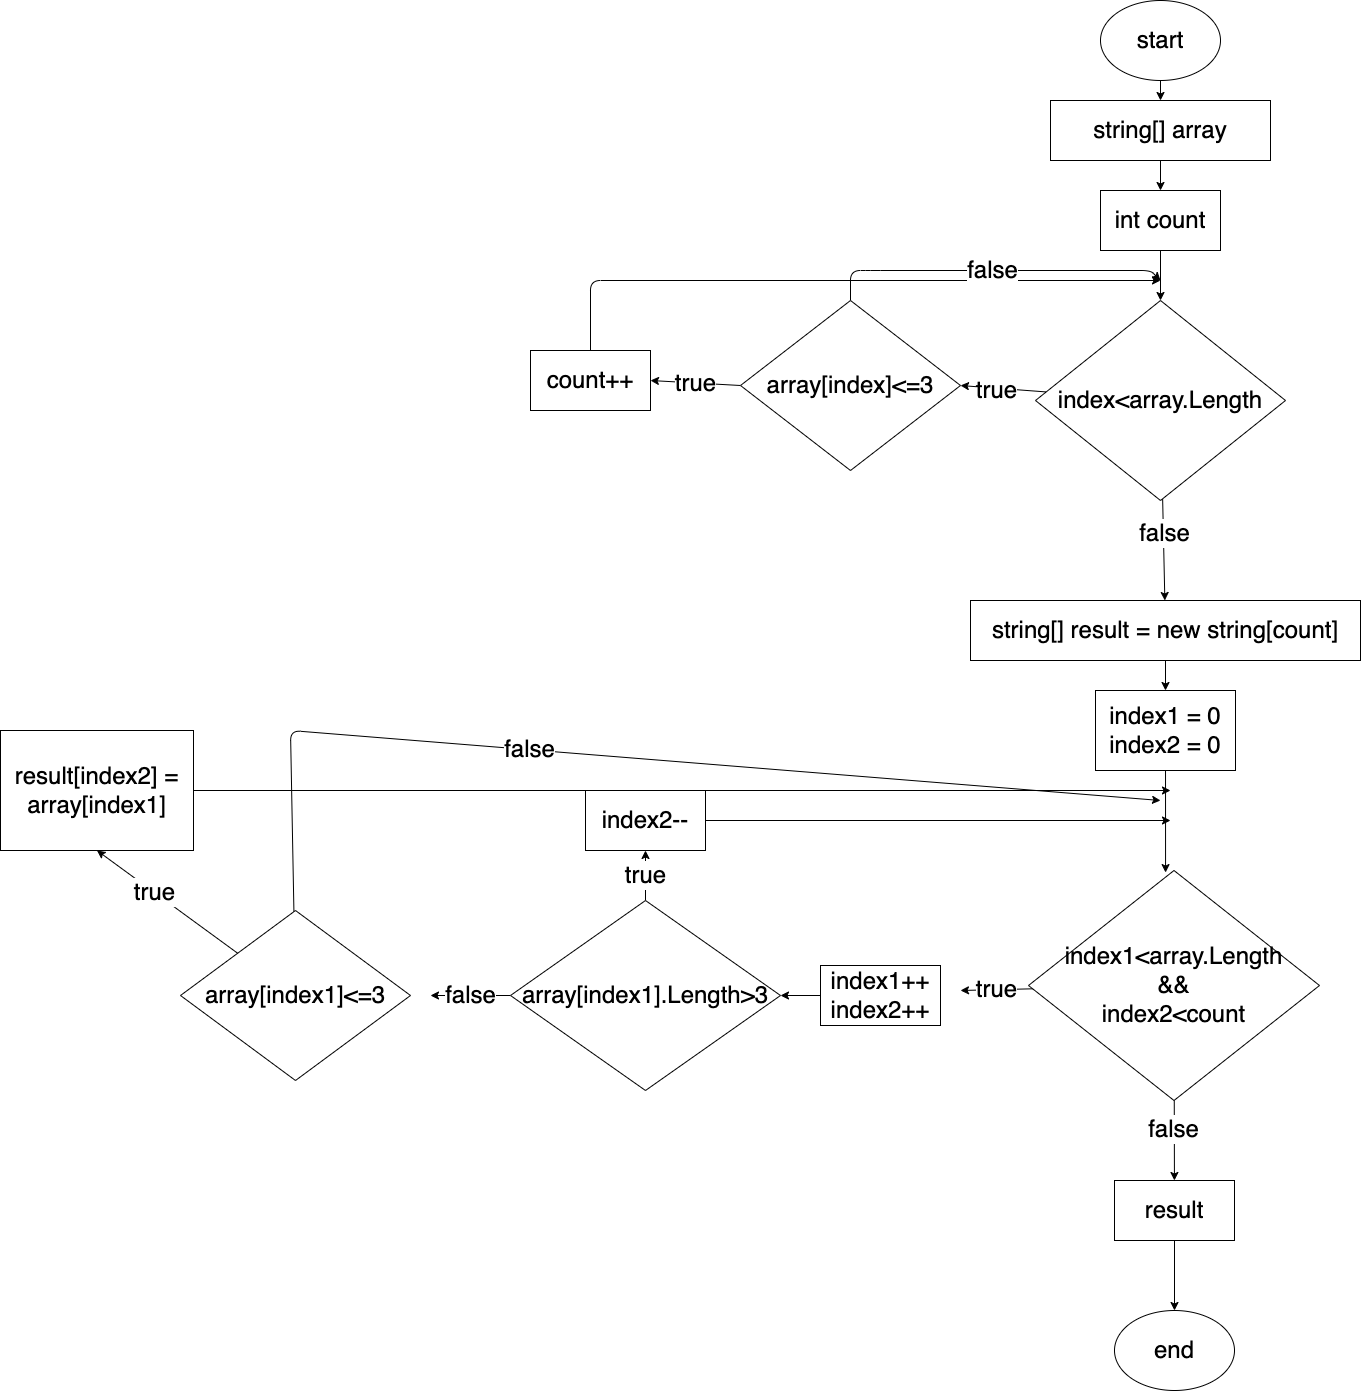 start
string[] array
int count
false
count++
true
array[index]<=3
true
index<array.Length
false
string[] result = new string[count]
index1 = 0
index2 = 0
false
result[index2] =
array[index1]
index2--
true
true
index1<array.Length
&&
index2<count
array[index1]<=3
false
array[index1].Length>3
index1++
index2++
true
false
result
end